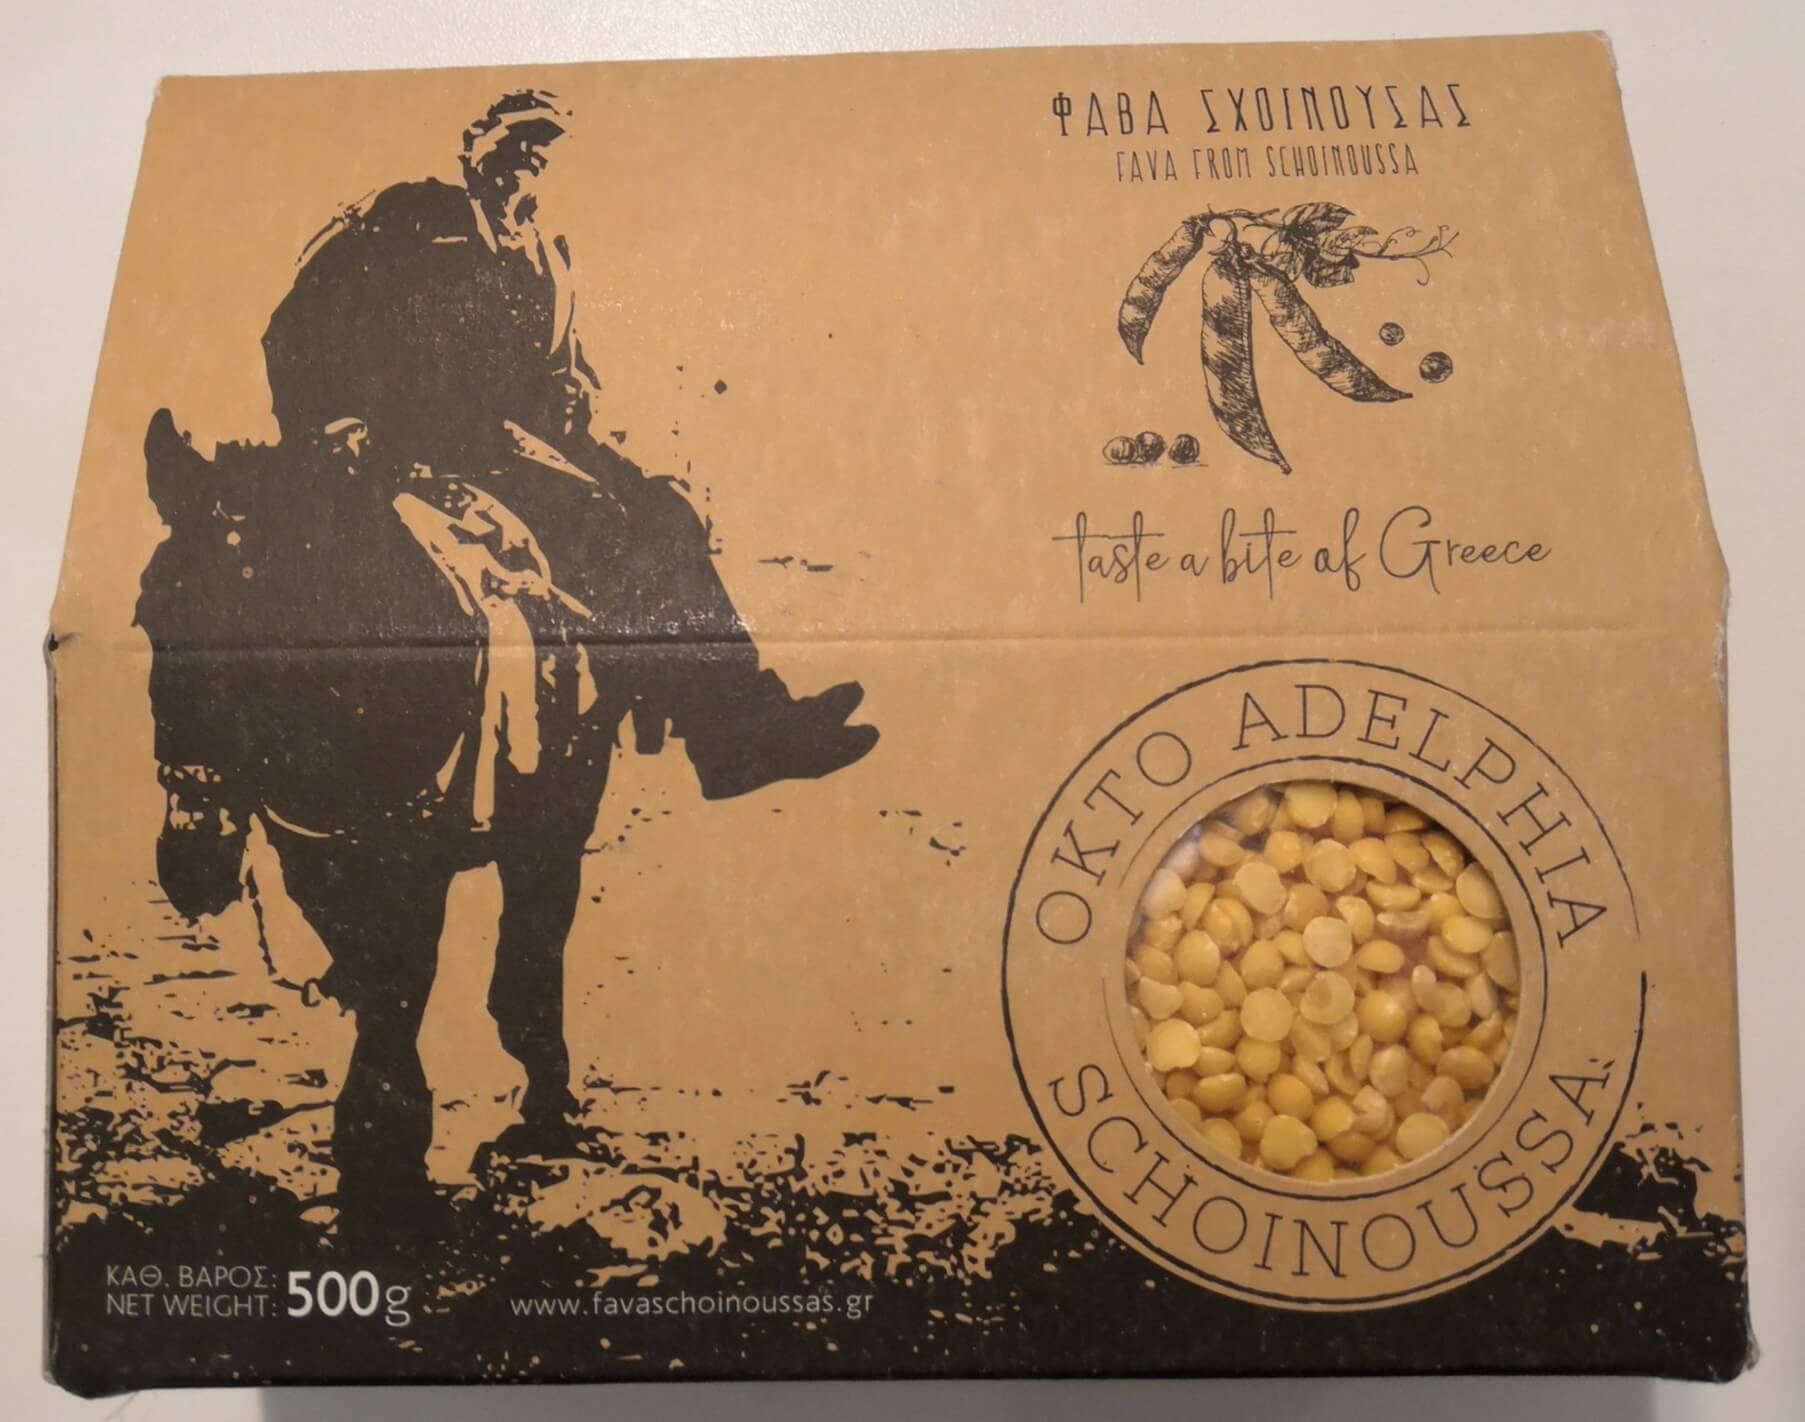 ΦΑΒΑ ΣΧΟΙΝΟΥΣΑΣ
FAVA FROM SCHOINOUSSA
taste a bite of Greece
OKTO ADELPHIA
SCHOINOUSSA
ΚΑΘ. ΒΑΡΟΣ:
NET WEIGHT: 500g
www.favaschoinoussas.gr